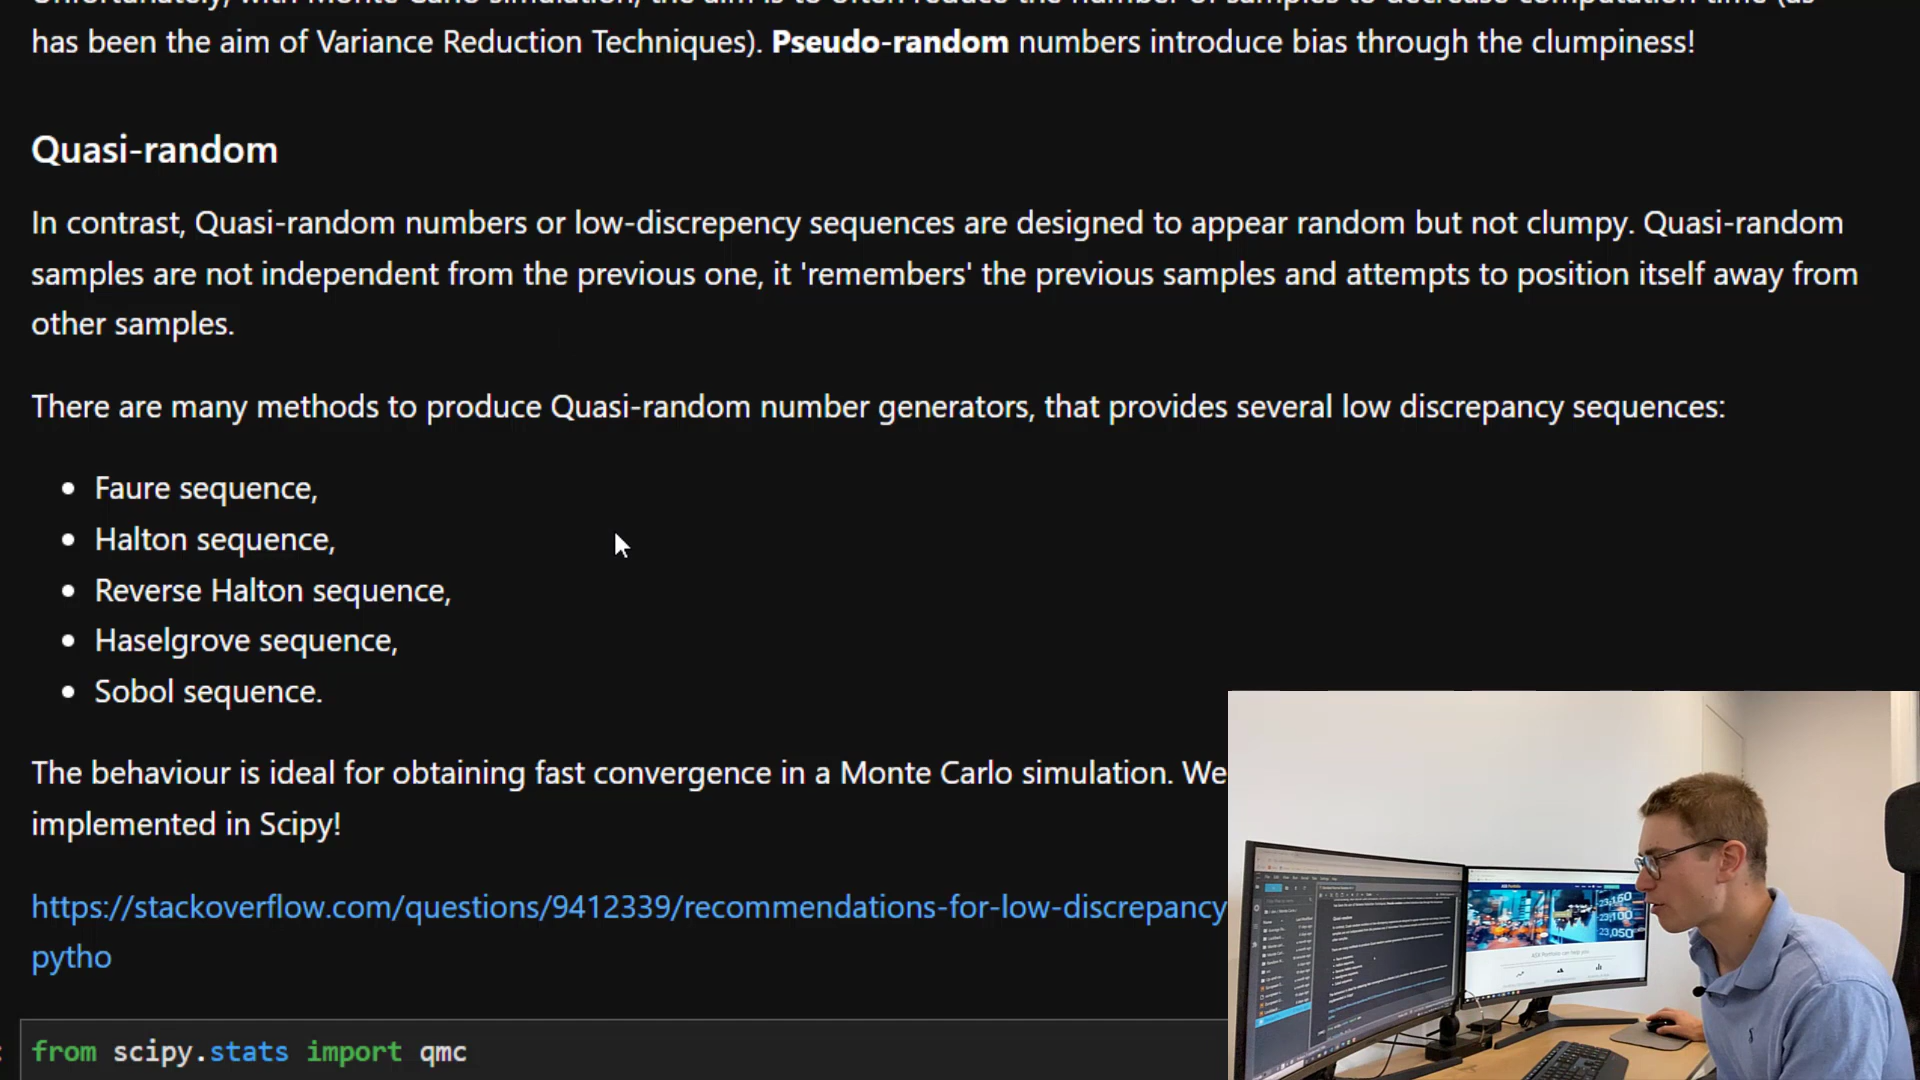 has been the aim of Variance Reduction Techniques). Pseudo-random numbers introduce bias through the clumpiness!
Quasi-random
In contrast, Quasi-random numbers or low-discrepency sequences are designed to appear random but not clumpy. Quasi-random
samples are not independent from the previous one, it 'remembers' the previous samples and attempts to position itself away from
other samples.
There are many methods to produce Quasi-random number generators, that provides several low discrepancy sequences:
• Faure sequence,
• Halton sequence,
• Reverse Halton sequence,
• Haselgrove sequence,
• Sobol sequence.
The behaviour is ideal for obtaining fast convergence in a Monte Carlo simulation. We
implemented in Scipy!
https://stackoverflow.com/questions/9412339/recommendations-for-low-discrepancy
pytho
from scipy.stats import qmc
23,160
23,100
23,050